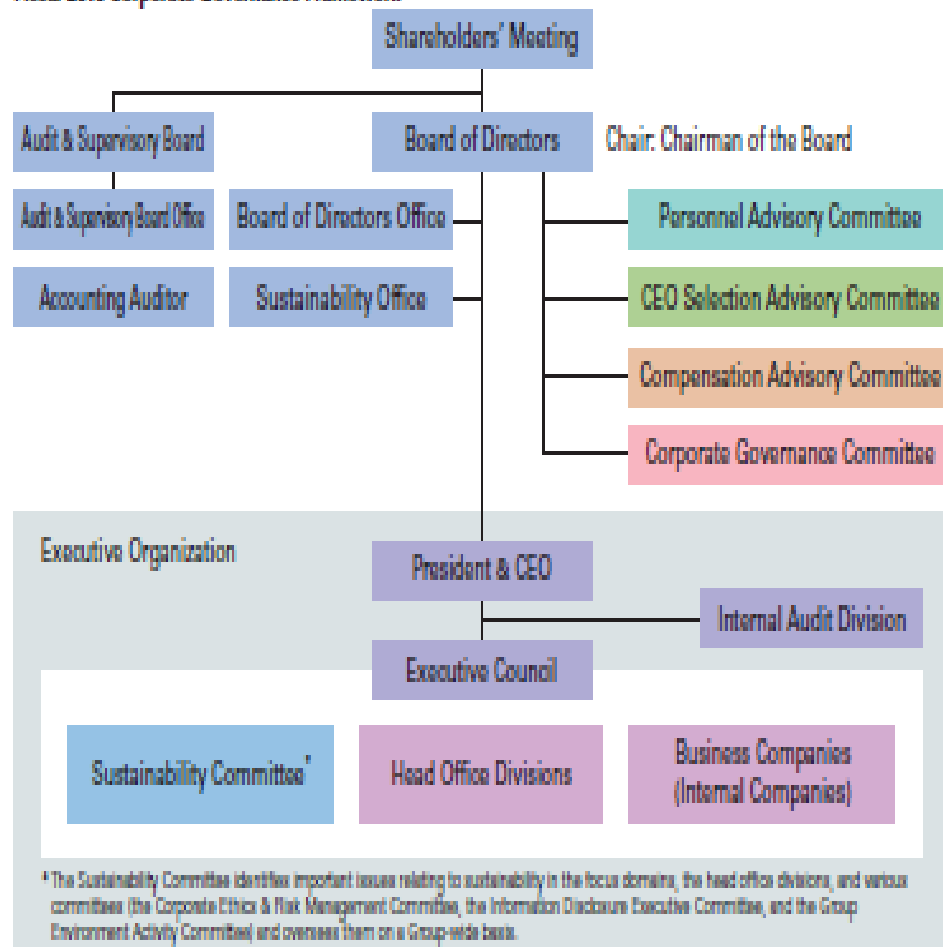 Shareholders' Meeting
Audit & Supervisory Board
Board of Directors
Chair: Chairman of the Board
Audit & Supervisory Board Office
Board of Directors Office
Personnel Advisory Committee
Accounting Auditor
Sustainability Office
CEO Selection Advisory Committee
Compensation Advisory Committee
Corporate Governance Committee
Executive Organization
President & CEO
Internal Audit Division
Executive Council
Sustainability Committee*
Head Office Divisions
Business Companies
(Internal Companies)
* The Sustainability Committee identifies important issues relating to sustainability in the focus domains, the head office divisions, and various
committees (the Corporate Ethics & Risk Management Committee, the Information Disclosure Executive Committee, and the Group
Environment Activity Committee) and oversees them on a Group-wide basis.